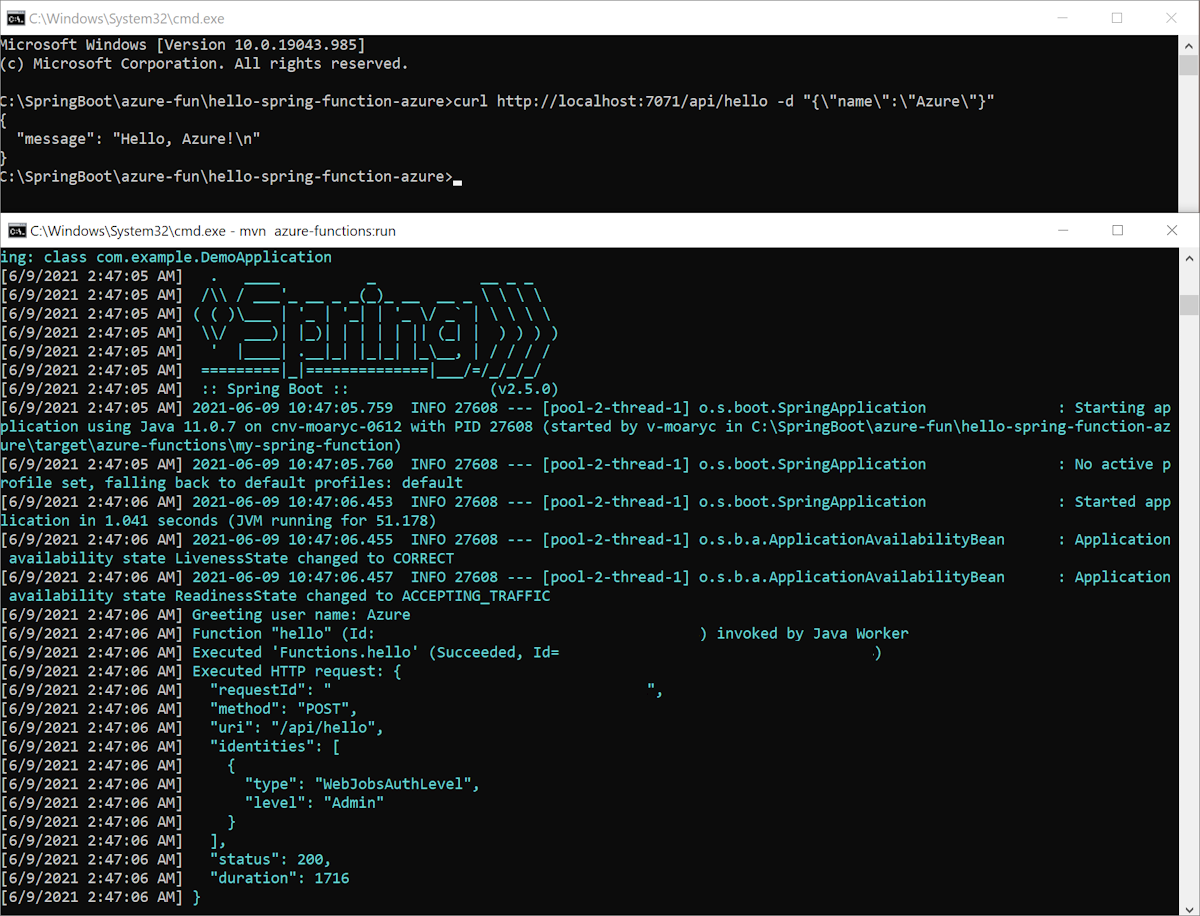 C:\Windows\System32\cmd.exe
Microsoft Windows [Version 10.0.19043.985]
(c) Microsoft Corporation. All rights reserved.
C:\SpringBoot\azure-fun\hello-spring-function-azure>curl http://localhost:7071/api/hello -d "{\"name\":\"Azure\"}"
{
  "message": "Hello, Azure!\n"
}
C:\SpringBoot\azure-fun\hello-spring-function-azure>
C:\Windows\System32\cmd.exe - mvn  azure-functions:run
ing: class com.example.DemoApplication
[6/9/2021 2:47:05 AM]   .   ____          _            __ _ _
[6/9/2021 2:47:05 AM]  /\\ / ___'_ __ _ _(_)_ __  __ _ \ \ \ \
[6/9/2021 2:47:05 AM] ( ( )\___ | '_ | '_| | '_ \/ _` | \ \ \ \
[6/9/2021 2:47:05 AM]  \\/  ___)| |_)| | | | | || (_| |  ) ) ) )
[6/9/2021 2:47:05 AM]   '  |____| .__|_| |_|_| |_\__, | / / / /
[6/9/2021 2:47:05 AM]  =========|_|==============|___/=/_/_/_/
[6/9/2021 2:47:05 AM]  :: Spring Boot ::                (v2.5.0)
[6/9/2021 2:47:05 AM] 2021-06-09 10:47:05.759  INFO 27608 --- [pool-2-thread-1] o.s.boot.SpringApplication               : Starting ap
plication using Java 11.0.7 on cnv-moaryc-0612 with PID 27608 (started by v-moaryc in C:\SpringBoot\azure-fun\hello-spring-function-az
ure\target\azure-functions\my-spring-function)
[6/9/2021 2:47:05 AM] 2021-06-09 10:47:05.760  INFO 27608 --- [pool-2-thread-1] o.s.boot.SpringApplication               : No active p
rofile set, falling back to default profiles: default
[6/9/2021 2:47:06 AM] 2021-06-09 10:47:06.453  INFO 27608 --- [pool-2-thread-1] o.s.boot.SpringApplication               : Started app
lication in 1.041 seconds (JVM running for 51.178)
[6/9/2021 2:47:06 AM] 2021-06-09 10:47:06.455  INFO 27608 --- [pool-2-thread-1] o.s.b.a.ApplicationAvailabilityBean      : Application
 availability state LivenessState changed to CORRECT
[6/9/2021 2:47:06 AM] 2021-06-09 10:47:06.457  INFO 27608 --- [pool-2-thread-1] o.s.b.a.ApplicationAvailabilityBean      : Application
 availability state ReadinessState changed to ACCEPTING_TRAFFIC
[6/9/2021 2:47:06 AM] Greeting user name: Azure
[6/9/2021 2:47:06 AM] Function "hello" (Id:                                     ) invoked by Java Worker
[6/9/2021 2:47:06 AM] Executed 'Functions.hello' (Succeeded, Id=                                    )
[6/9/2021 2:47:06 AM] Executed HTTP request: {
[6/9/2021 2:47:06 AM]   "requestId": "                                    ",
[6/9/2021 2:47:06 AM]   "method": "POST",
[6/9/2021 2:47:06 AM]   "uri": "/api/hello",
[6/9/2021 2:47:06 AM]   "identities": [
[6/9/2021 2:47:06 AM]     {
[6/9/2021 2:47:06 AM]       "type": "WebJobsAuthLevel",
[6/9/2021 2:47:06 AM]       "level": "Admin"
[6/9/2021 2:47:06 AM]     }
[6/9/2021 2:47:06 AM]   ],
[6/9/2021 2:47:06 AM]   "status": 200,
[6/9/2021 2:47:06 AM]   "duration": 1716
[6/9/2021 2:47:06 AM] }